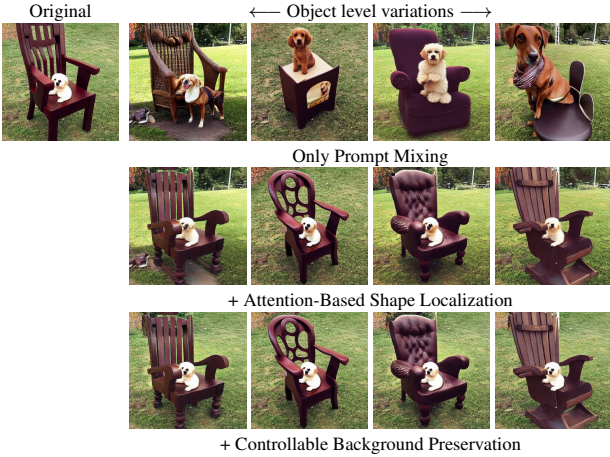 Original
←— Object level variations —→
Only Prompt Mixing
+ Attention-Based Shape Localization
+ Controllable Background Preservation